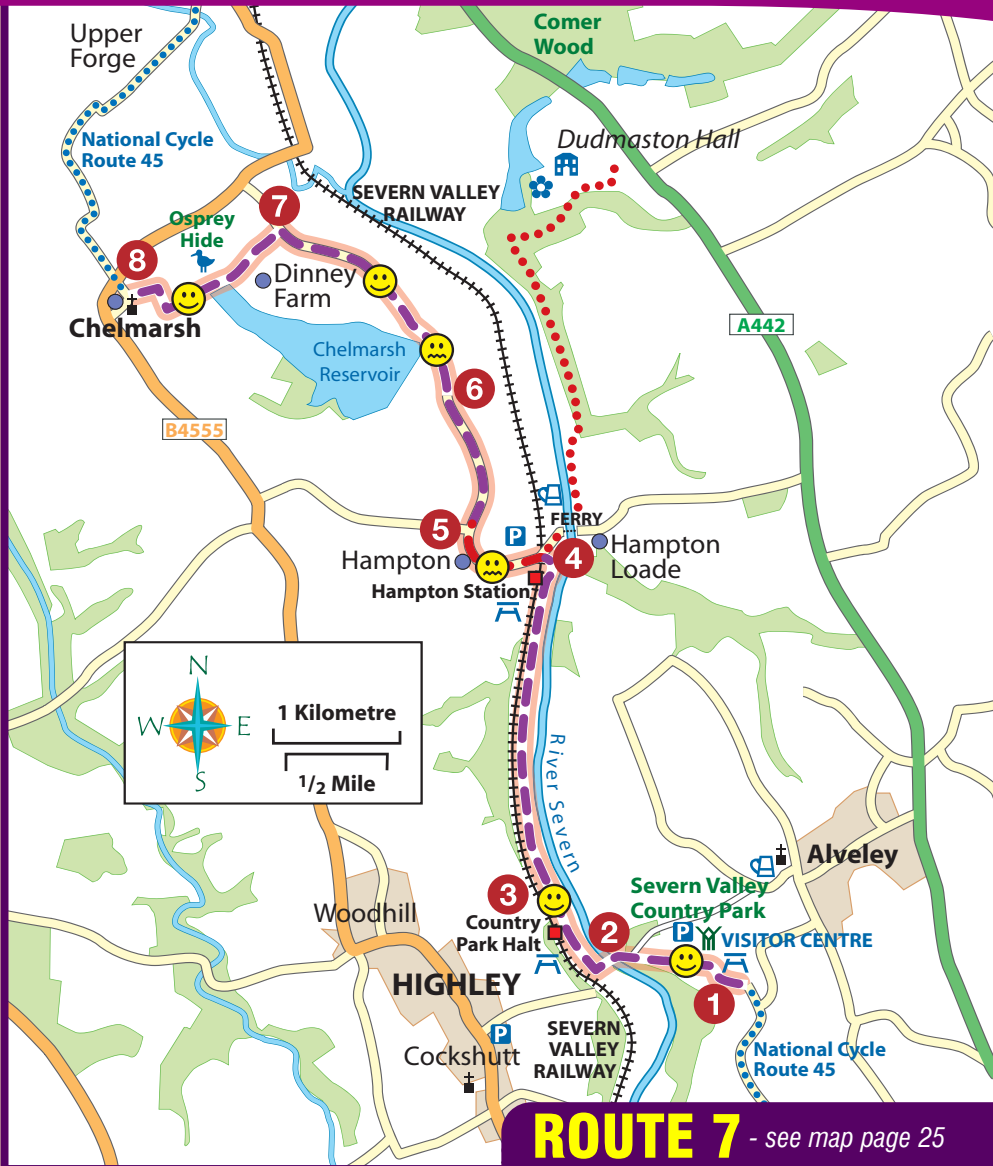 Upper
Forge
Comer
Wood
National Cycle
Route 45
Dudmaston Hall
SEVERN VALLEY
RAILWAY
7
Osprey
Hide
8
Dinney
Farm
Chelmarsh
A442
Chelmarsh
Reservoir
6
B4555
5
P
FERRY
4
Hampton
Loade
Hampton
Hampton Station
N
W
E
S
1 Kilometre
1/2 Mile
River Severn
Alveley
3
Severn Valley
Country Park
Country
Park Halt
2
P
VISITOR CENTRE
Woodhill
HIGHLEY
1
P
SEVERN
VALLEY
RAILWAY
Cockshutt
National Cycle
Route 45
ROUTE 7 - see map page 25